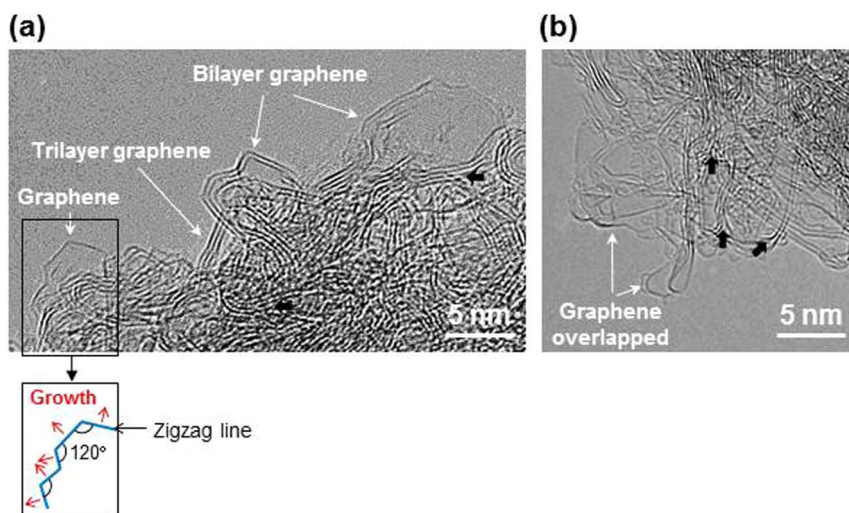 (a)
(b)
Bilayer graphene
Trilayer graphene
Graphene
5 nm
Graphene
overlapped
5 nm
Growth
120°
Zigzag line